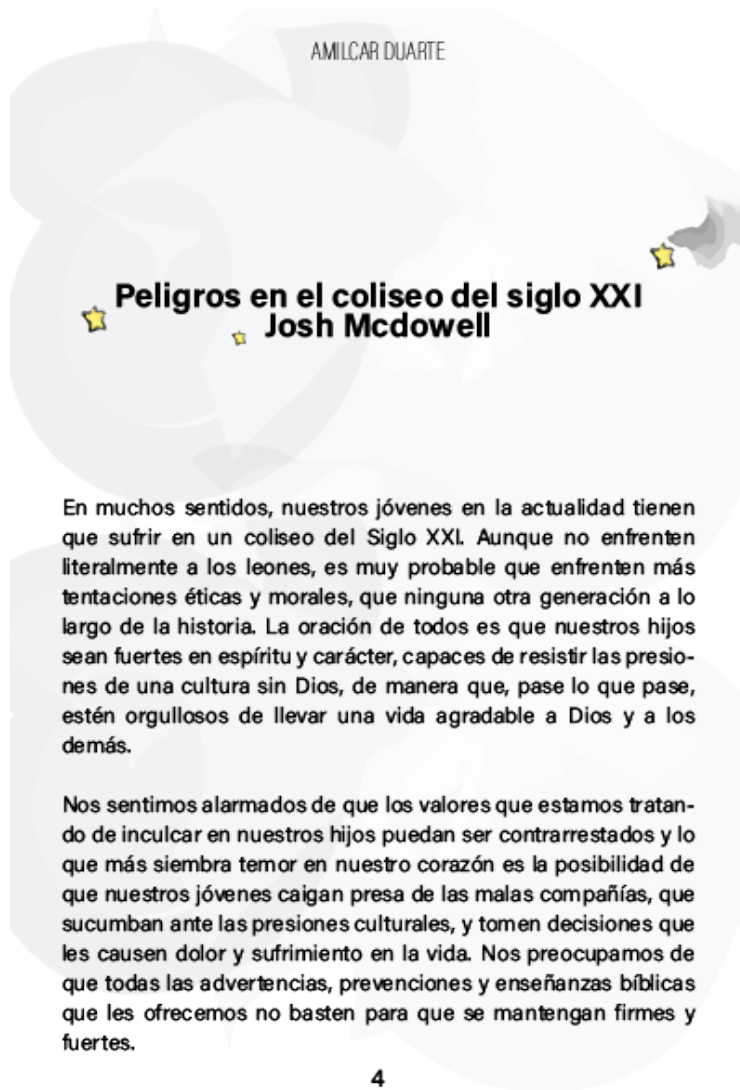 AMILCAR DUARTE
Peligros en el coliseo del siglo XXI
Josh Mcdowell
En muchos sentidos, nuestros jóvenes en la actualidad tienen
que sufrir en un coliseo del Siglo XXI. Aunque no enfrenten
literalmente a los leones, es muy probable que enfrenten más
tentaciones éticas y morales, que ninguna otra generación a lo
largo de la historia. La oración de todos es que nuestros hijos
sean fuertes en espíritu y carácter, capaces de resistir las presio-
nes de una cultura sin Dios, de manera que, pase lo que pase,
estén orgullosos de llevar una vida agradable a Dios y a los
demás.
Nos sentimos alarmados de que los valores que estamos tratan-
do de inculcar en nuestros hijos puedan ser contrarrestados y lo
que más siembra temor en nuestro corazón es la posibilidad de
que nuestros jóvenes caigan presa de las malas compañías, que
sucumban ante las presiones culturales, y tomen decisiones que
les causen dolor y sufrimiento en la vida. Nos preocupamos de
que todas las advertencias, prevenciones y enseñanzas bíblicas
que les ofrecemos no basten para que se mantengan firmes y
fuertes.
4